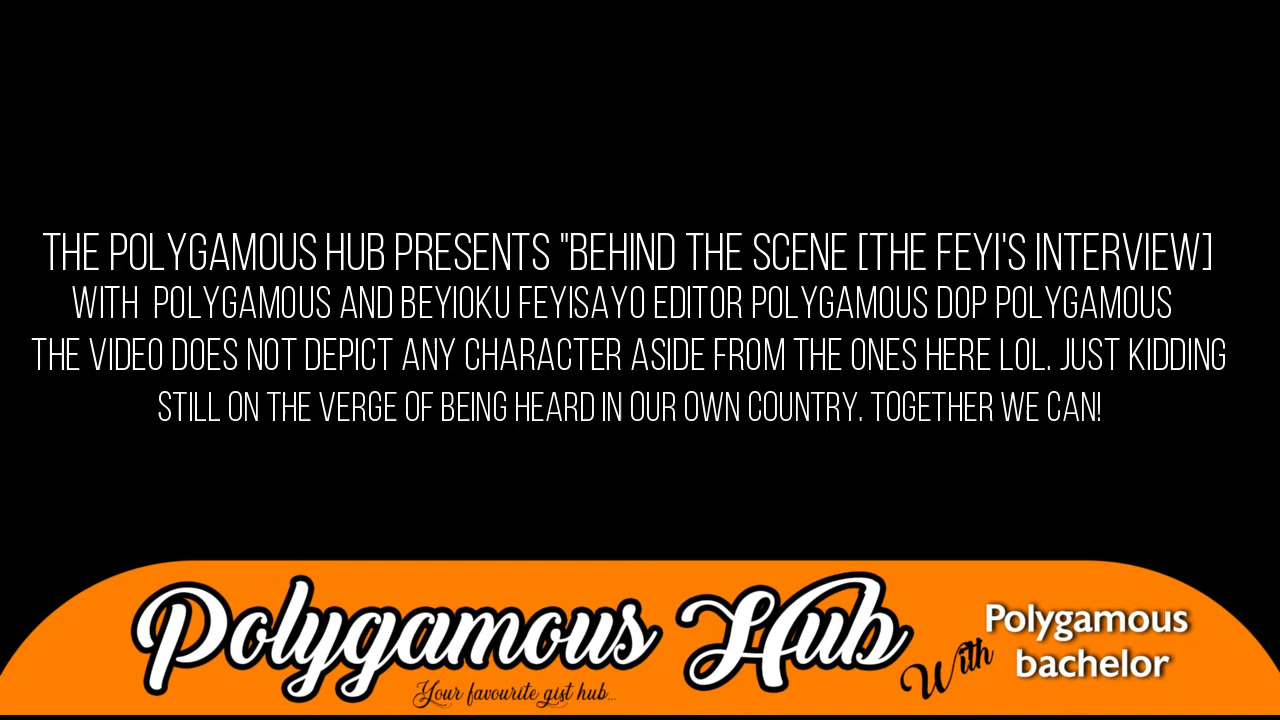 THE POLYGAMOUS HUB PRESENTS "BEHIND THE SCENE [THE FEYI'S INTERVIEW]
WITH POLYGAMOUS AND BEYIOKU FEYISAYO EDITOR POLYGAMOUS DOP POLYGAMOUS
THE VIDEO DOES NOT DEPICT ANY CHARACTER ASIDE FROM THE ONES HERE LOL. JUST KIDDING
STILL ON THE VERGE OF BEING HEARD IN OUR OWN COUNTRY. TOGETHER WE CAN!
Polygamous Hub
Your favourite gist hub...
With
Polygamous
bachelor